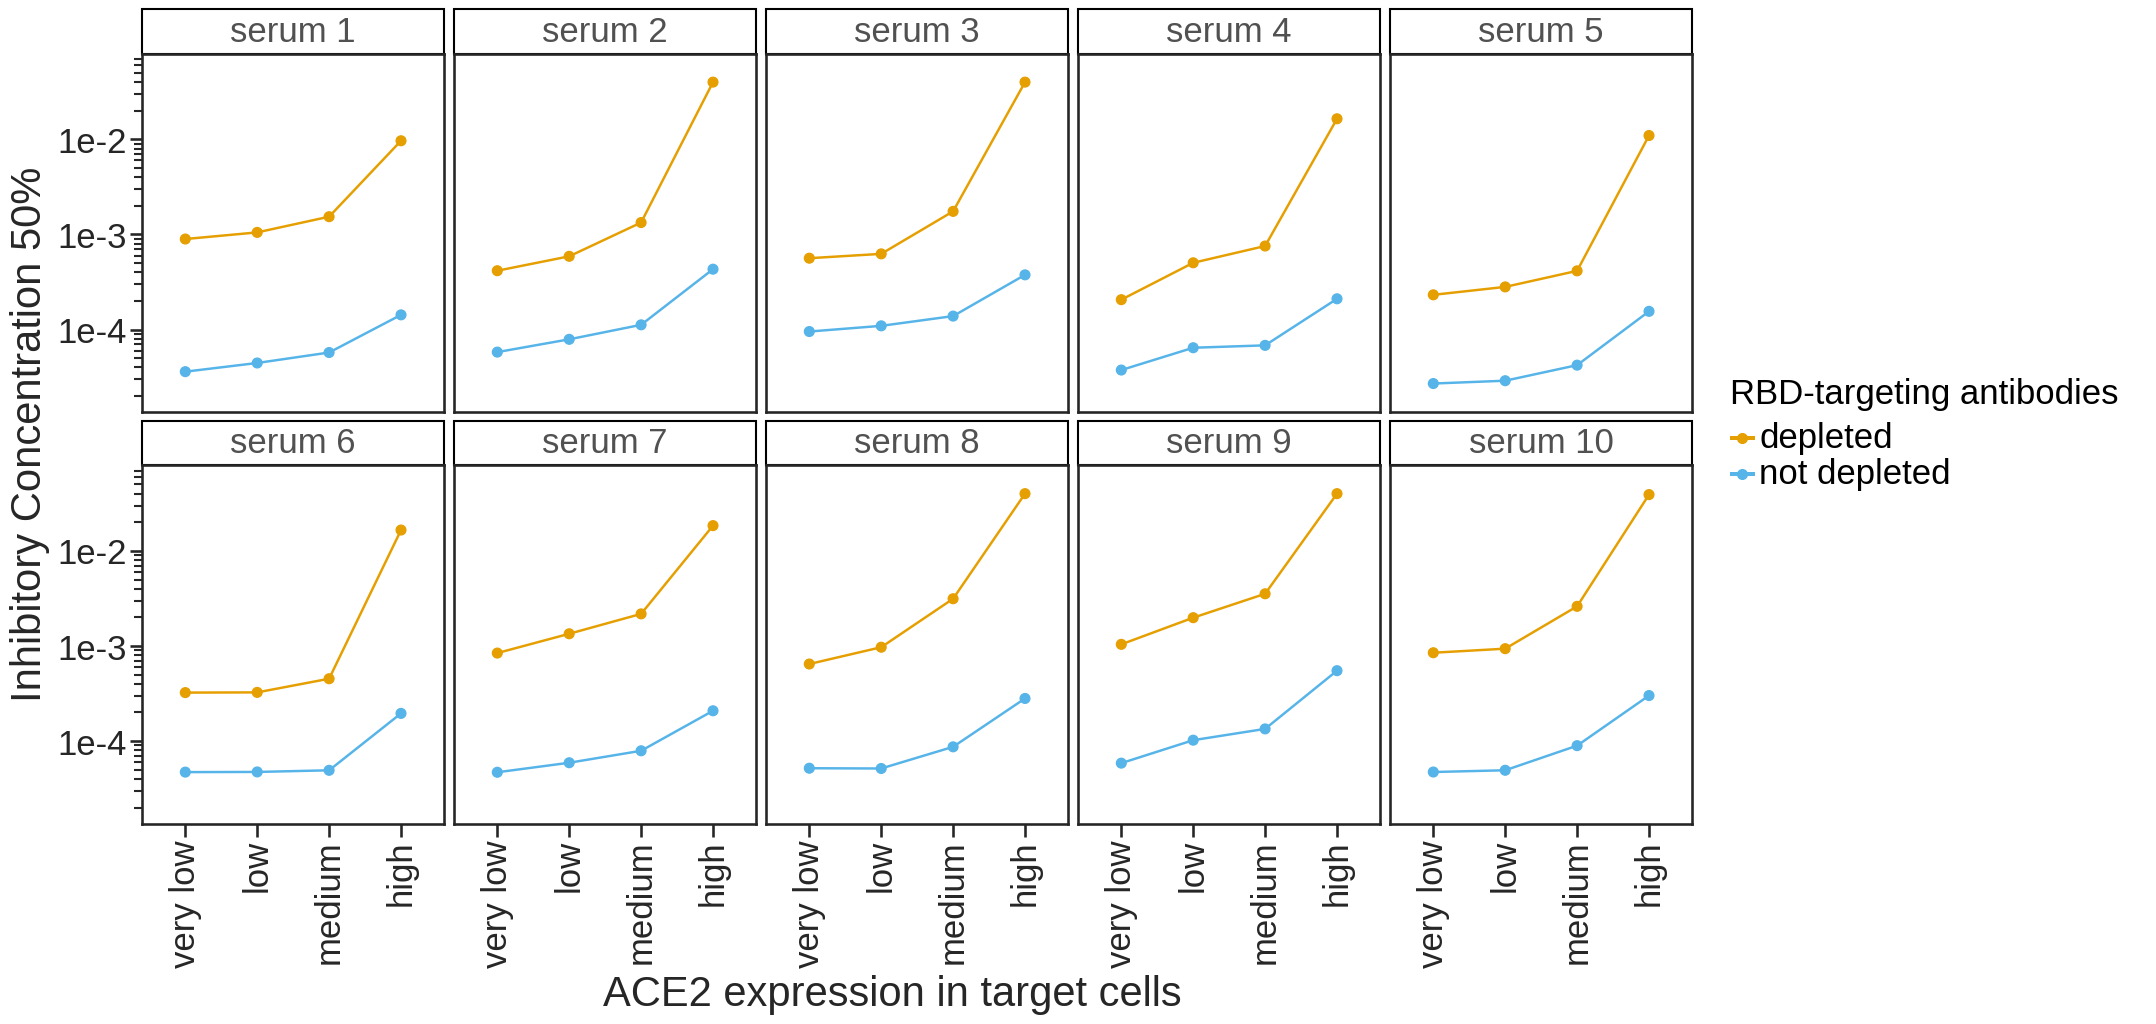 serum 1
serum 2
serum 3
serum 4
serum 5
1e-2
1e-3
1e-4
serum 6
serum 7
serum 8
serum 9
serum 10
1e-2
1e-3
1e-4
Inhibitory Concentration 50%
very low
low
medium
high
very low
low
medium
high
very low
low
medium
high
very low
low
medium
high
very low
low
medium
high
ACE2 expression in target cells
RBD-targeting antibodies
depleted
not depleted